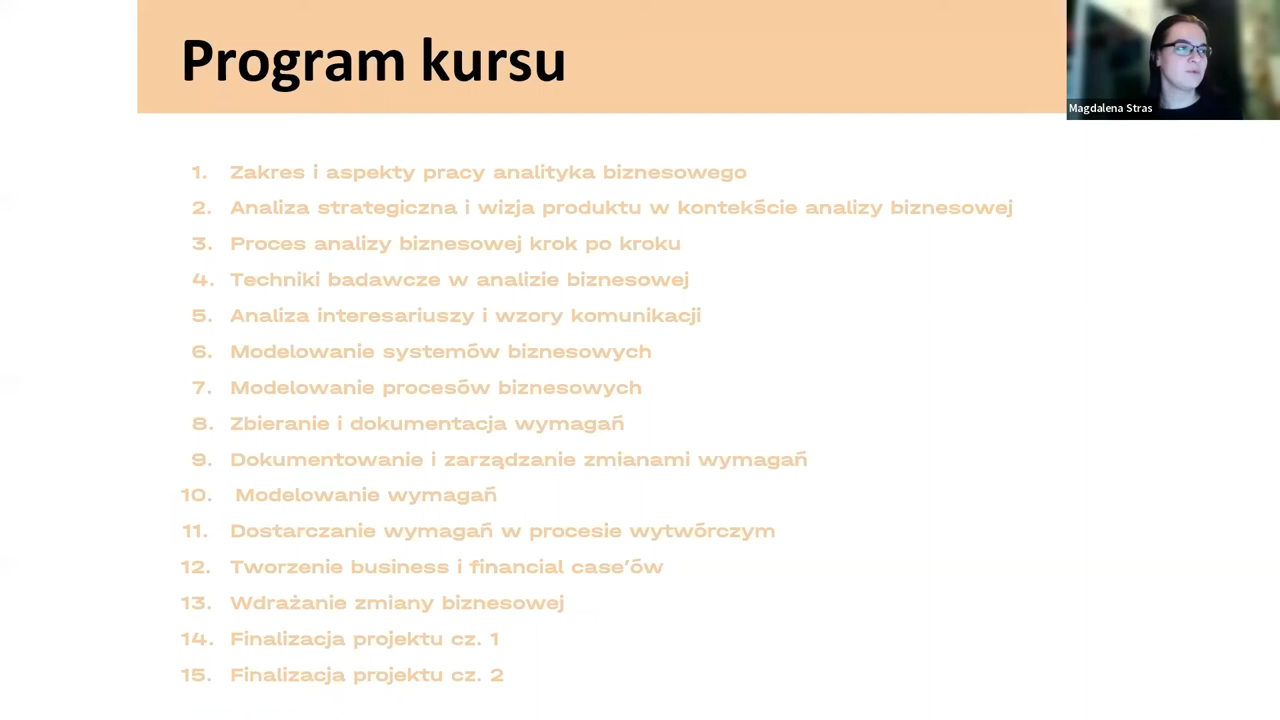 Program kursu
Magdalena Stras
1. Zakres i aspekty pracy analityka biznesowego
2. Analiza strategiczna i wizja produktu w kontekście analizy biznesowej
3. Proces analizy biznesowej krok po kroku
4. Techniki badawcze w analizie biznesowej
5. Analiza interesariuszy i wzory komunikacji
6. Modelowanie systemów biznesowych
7. Modelowanie procesów biznesowych
8. Zbieranie i dokumentacja wymagań
9. Dokumentowanie i zarządzanie zmianami wymagań
10. Modelowanie wymagań
11. Dostarczanie wymagań w procesie wytwórczym
12. Tworzenie business i financial case’ów
13. Wdrażanie zmiany biznesowej
14. Finalizacja projektu cz. 1
15. Finalizacja projektu cz. 2